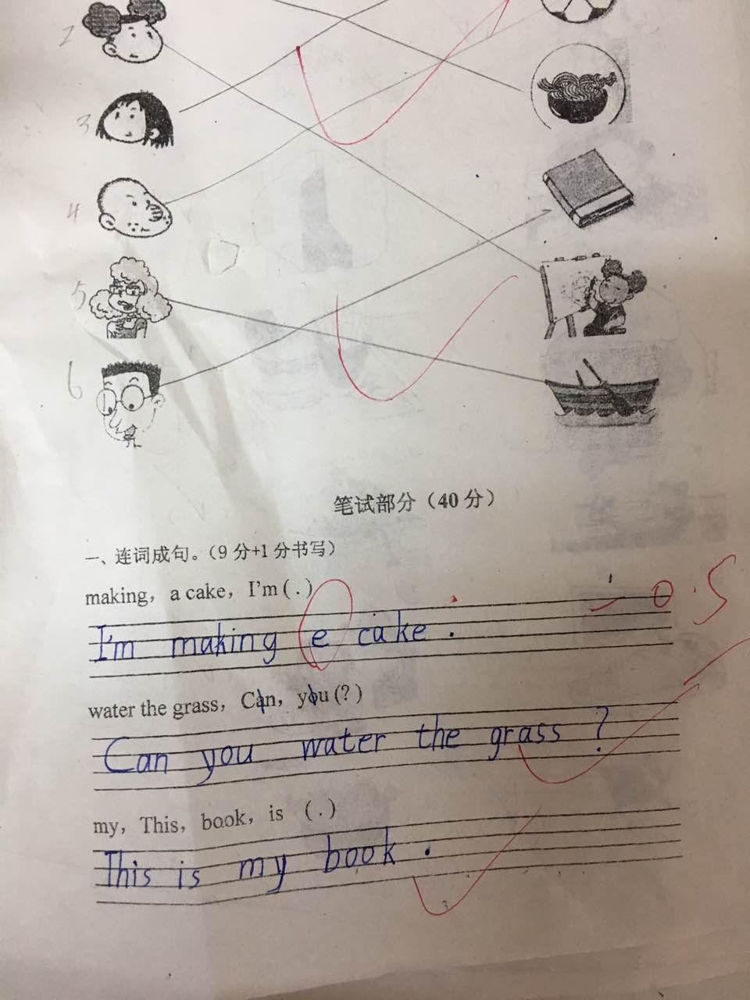 2
3
4
5
6
笔试部分（40 分）
一、连词成句。（9 分+1 分书写）
making, a cake, I'm ( . )
- 0.5
I'm making e cake .
water the grass, Can, you (? )
Can you water the grass ?
my, This, book, is ( . )
This is my book .
3